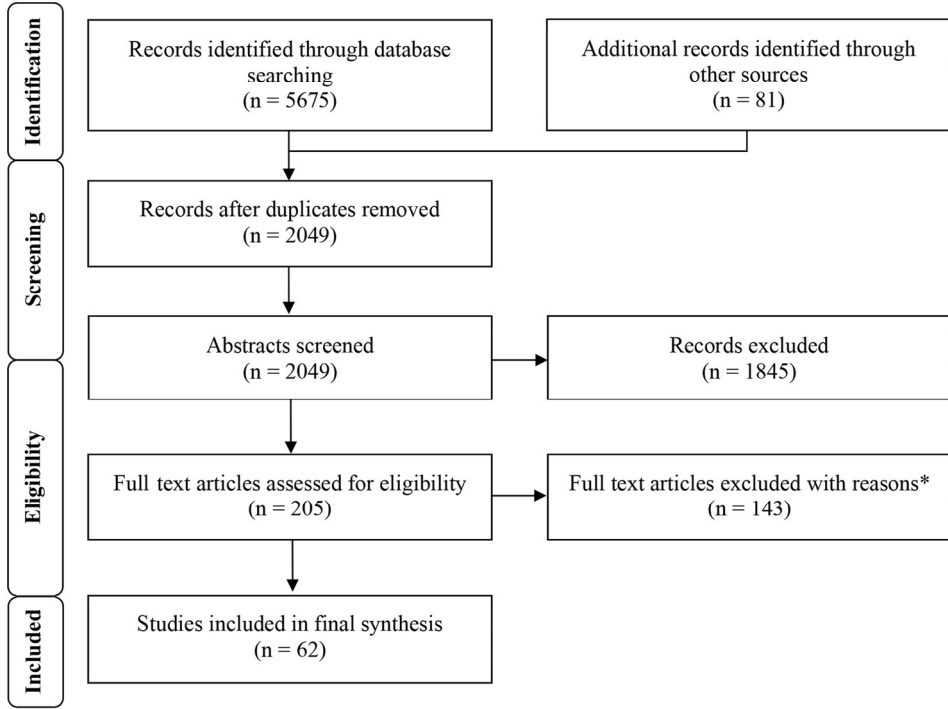 Identification
Records identified through database
searching
(n = 5675)
Additional records identified through
other sources
(n = 81)
Screening
Records after duplicates removed
(n = 2049)
Abstracts screened
(n = 2049)
Records excluded
(n = 1845)
Eligibility
Full text articles assessed for eligibility
(n = 205)
Full text articles excluded with reasons*
(n = 143)
Included
Studies included in final synthesis
(n = 62)